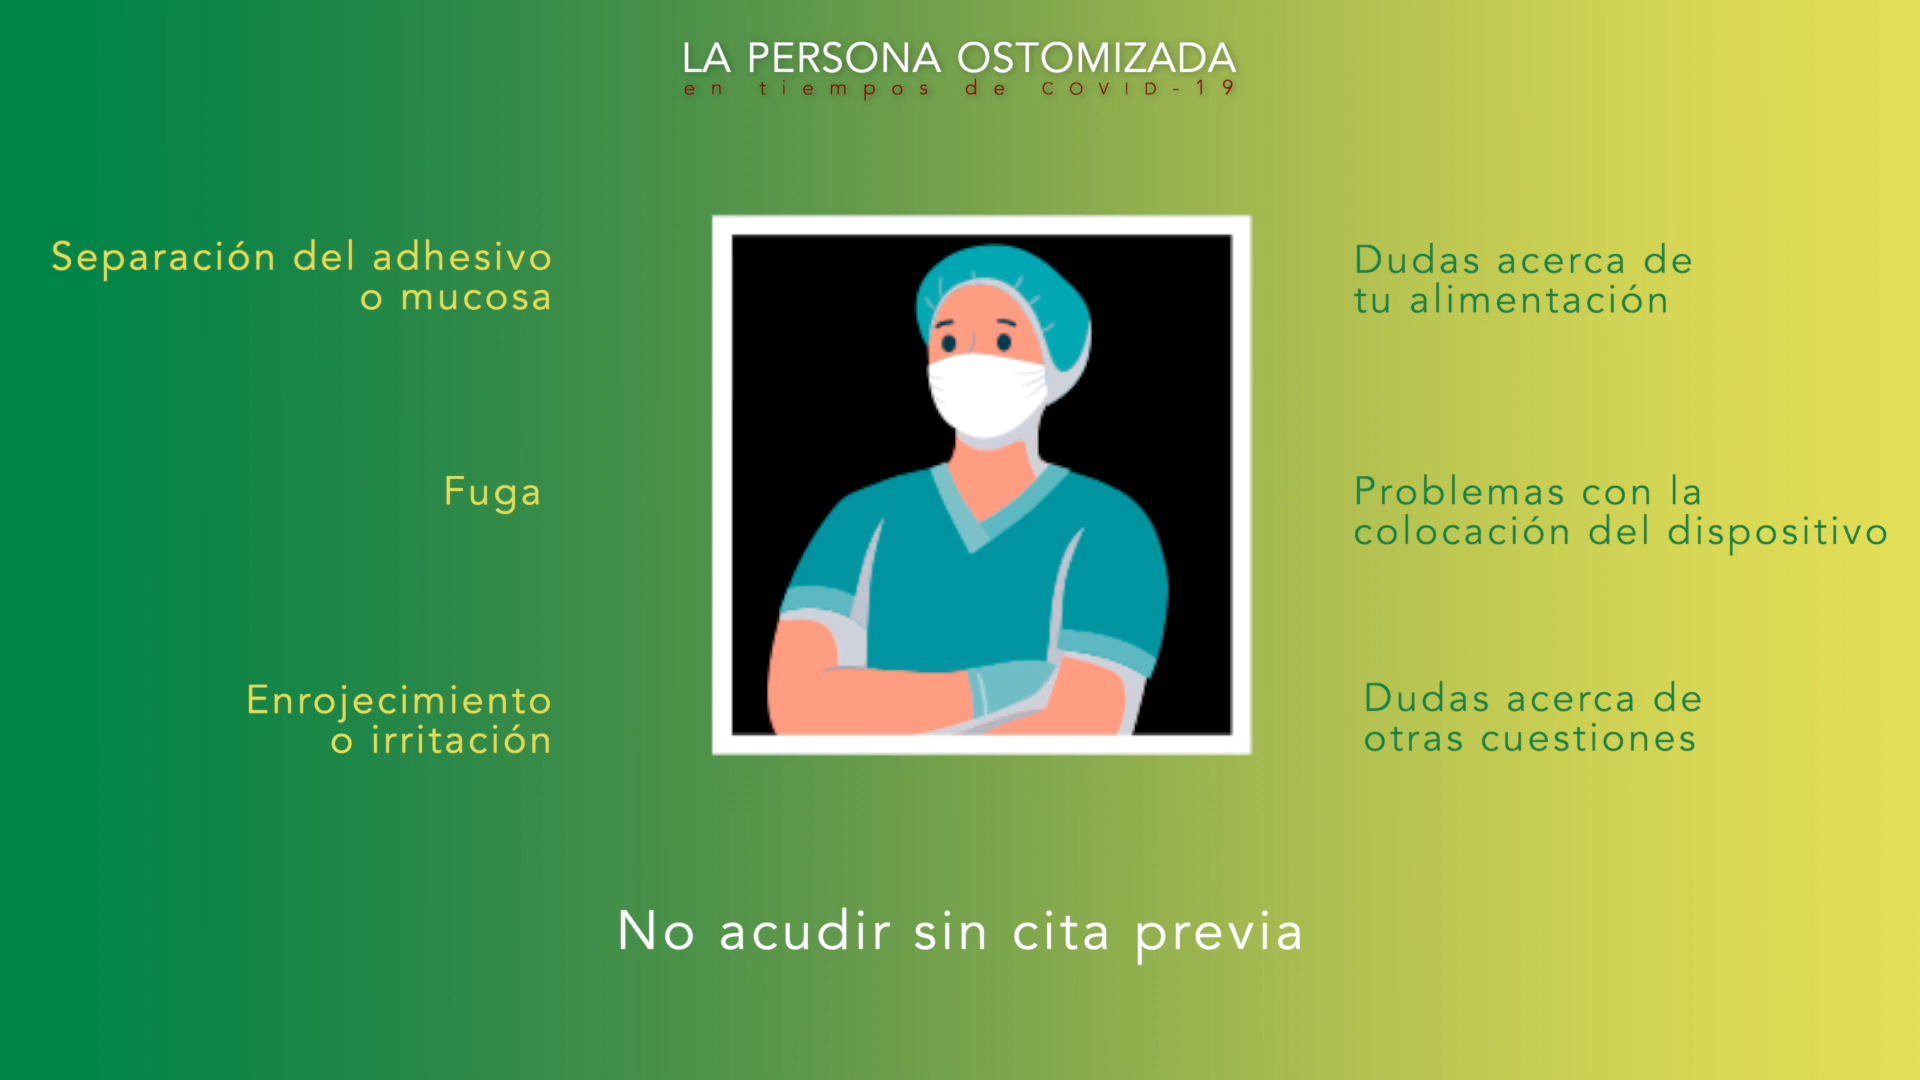 LA PERSONA OSTOMIZADA
en tiempos de COVID-19
Separación del adhesivo
o mucosa
Fuga
Enrojecimiento
o irritación
Dudas acerca de
tu alimentación
Problemas con la
colocación del dispositivo
Dudas acerca de
otras cuestiones
No acudir sin cita previa